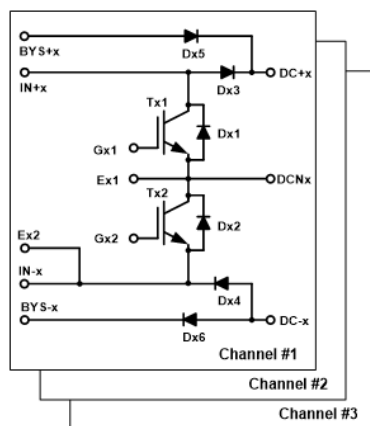 BYS+x
Dx5
IN+x
Dx3
DC+x
Tx1
Dx1
Gx1
Ex1
DCNx
Tx2
Dx2
Gx2
Ex2
IN-x
Dx4
BYS-x
DC-x
Dx6
Channel #1
Channel #2
Channel #3